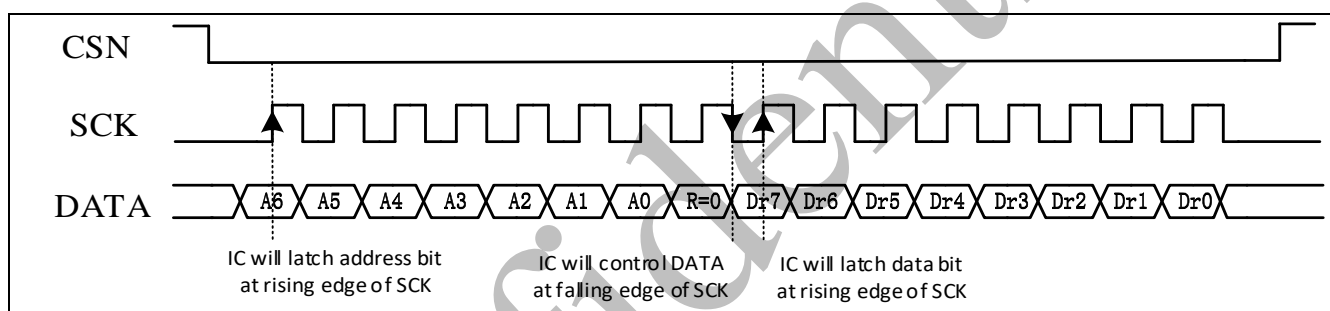 CSN
SCK
DATA
A6 A5 A4 A3 A2 A1 A0 R=0 Dr7 Dr6 Dr5 Dr4 Dr3 Dr2 Dr1 Dr0
IC will latch address bit
at rising edge of SCK
IC will control DATA
at falling edge of SCK
IC will latch data bit
at rising edge of SCK